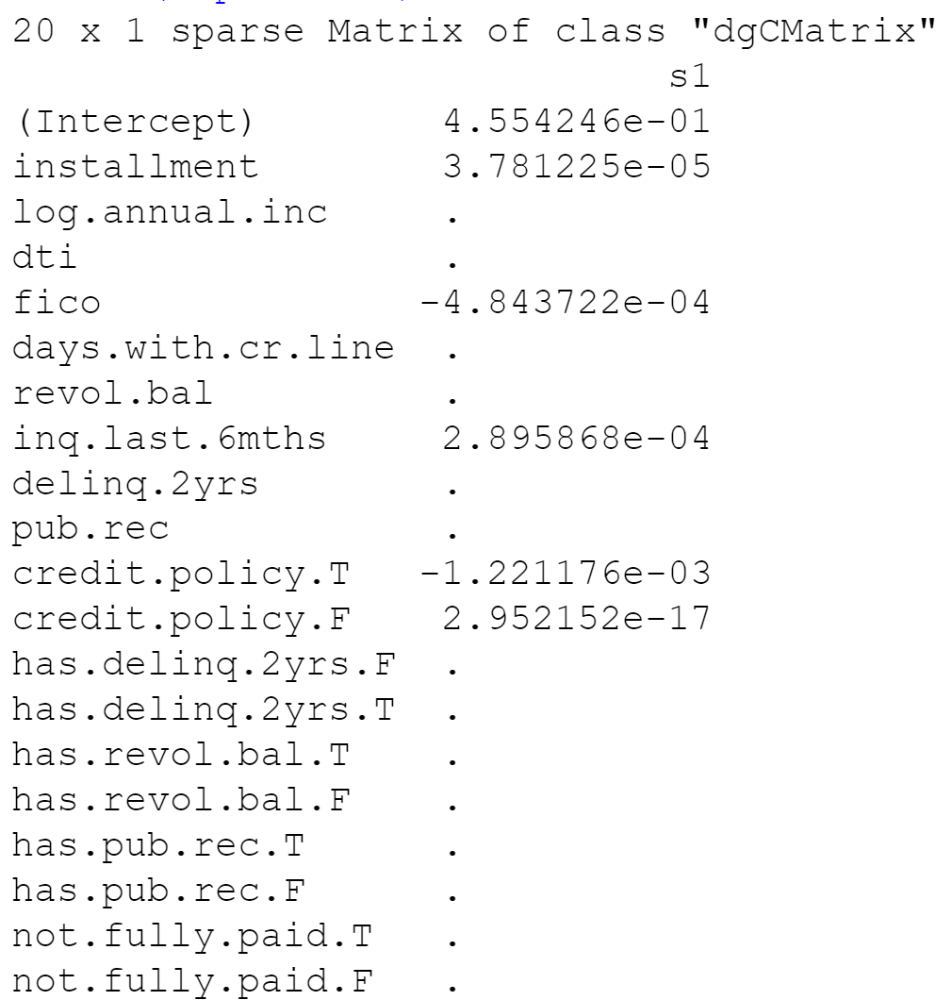 20 x 1 sparse Matrix of class "dgCMatrix"
s1
(Intercept) 4.554246e-01
installment 3.781225e-05
log.annual.inc .
dti .
fico -4.843722e-04
days.with.cr.line .
revol.bal .
inq.last.6mths 2.895868e-04
delinq.2yrs .
pub.rec .
credit.policy.T -1.221176e-03
credit.policy.F 2.952152e-17
has.delinq.2yrs.F .
has.delinq.2yrs.T .
has.revol.bal.T .
has.revol.bal.F .
has.pub.rec.T .
has.pub.rec.F .
not.fully.paid.T .
not.fully.paid.F .